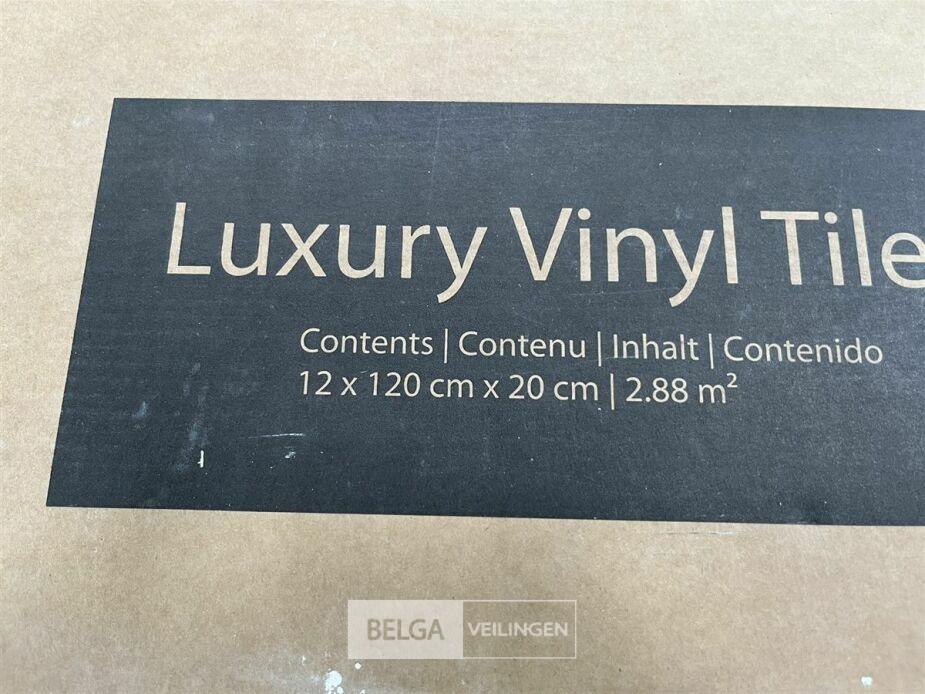 Luxury Vinyl Tile
Contents | Contenu | Inhalt | Contenido
12 x 120 cm x 20 cm | 2.88 m²
BELGA VEILINGEN